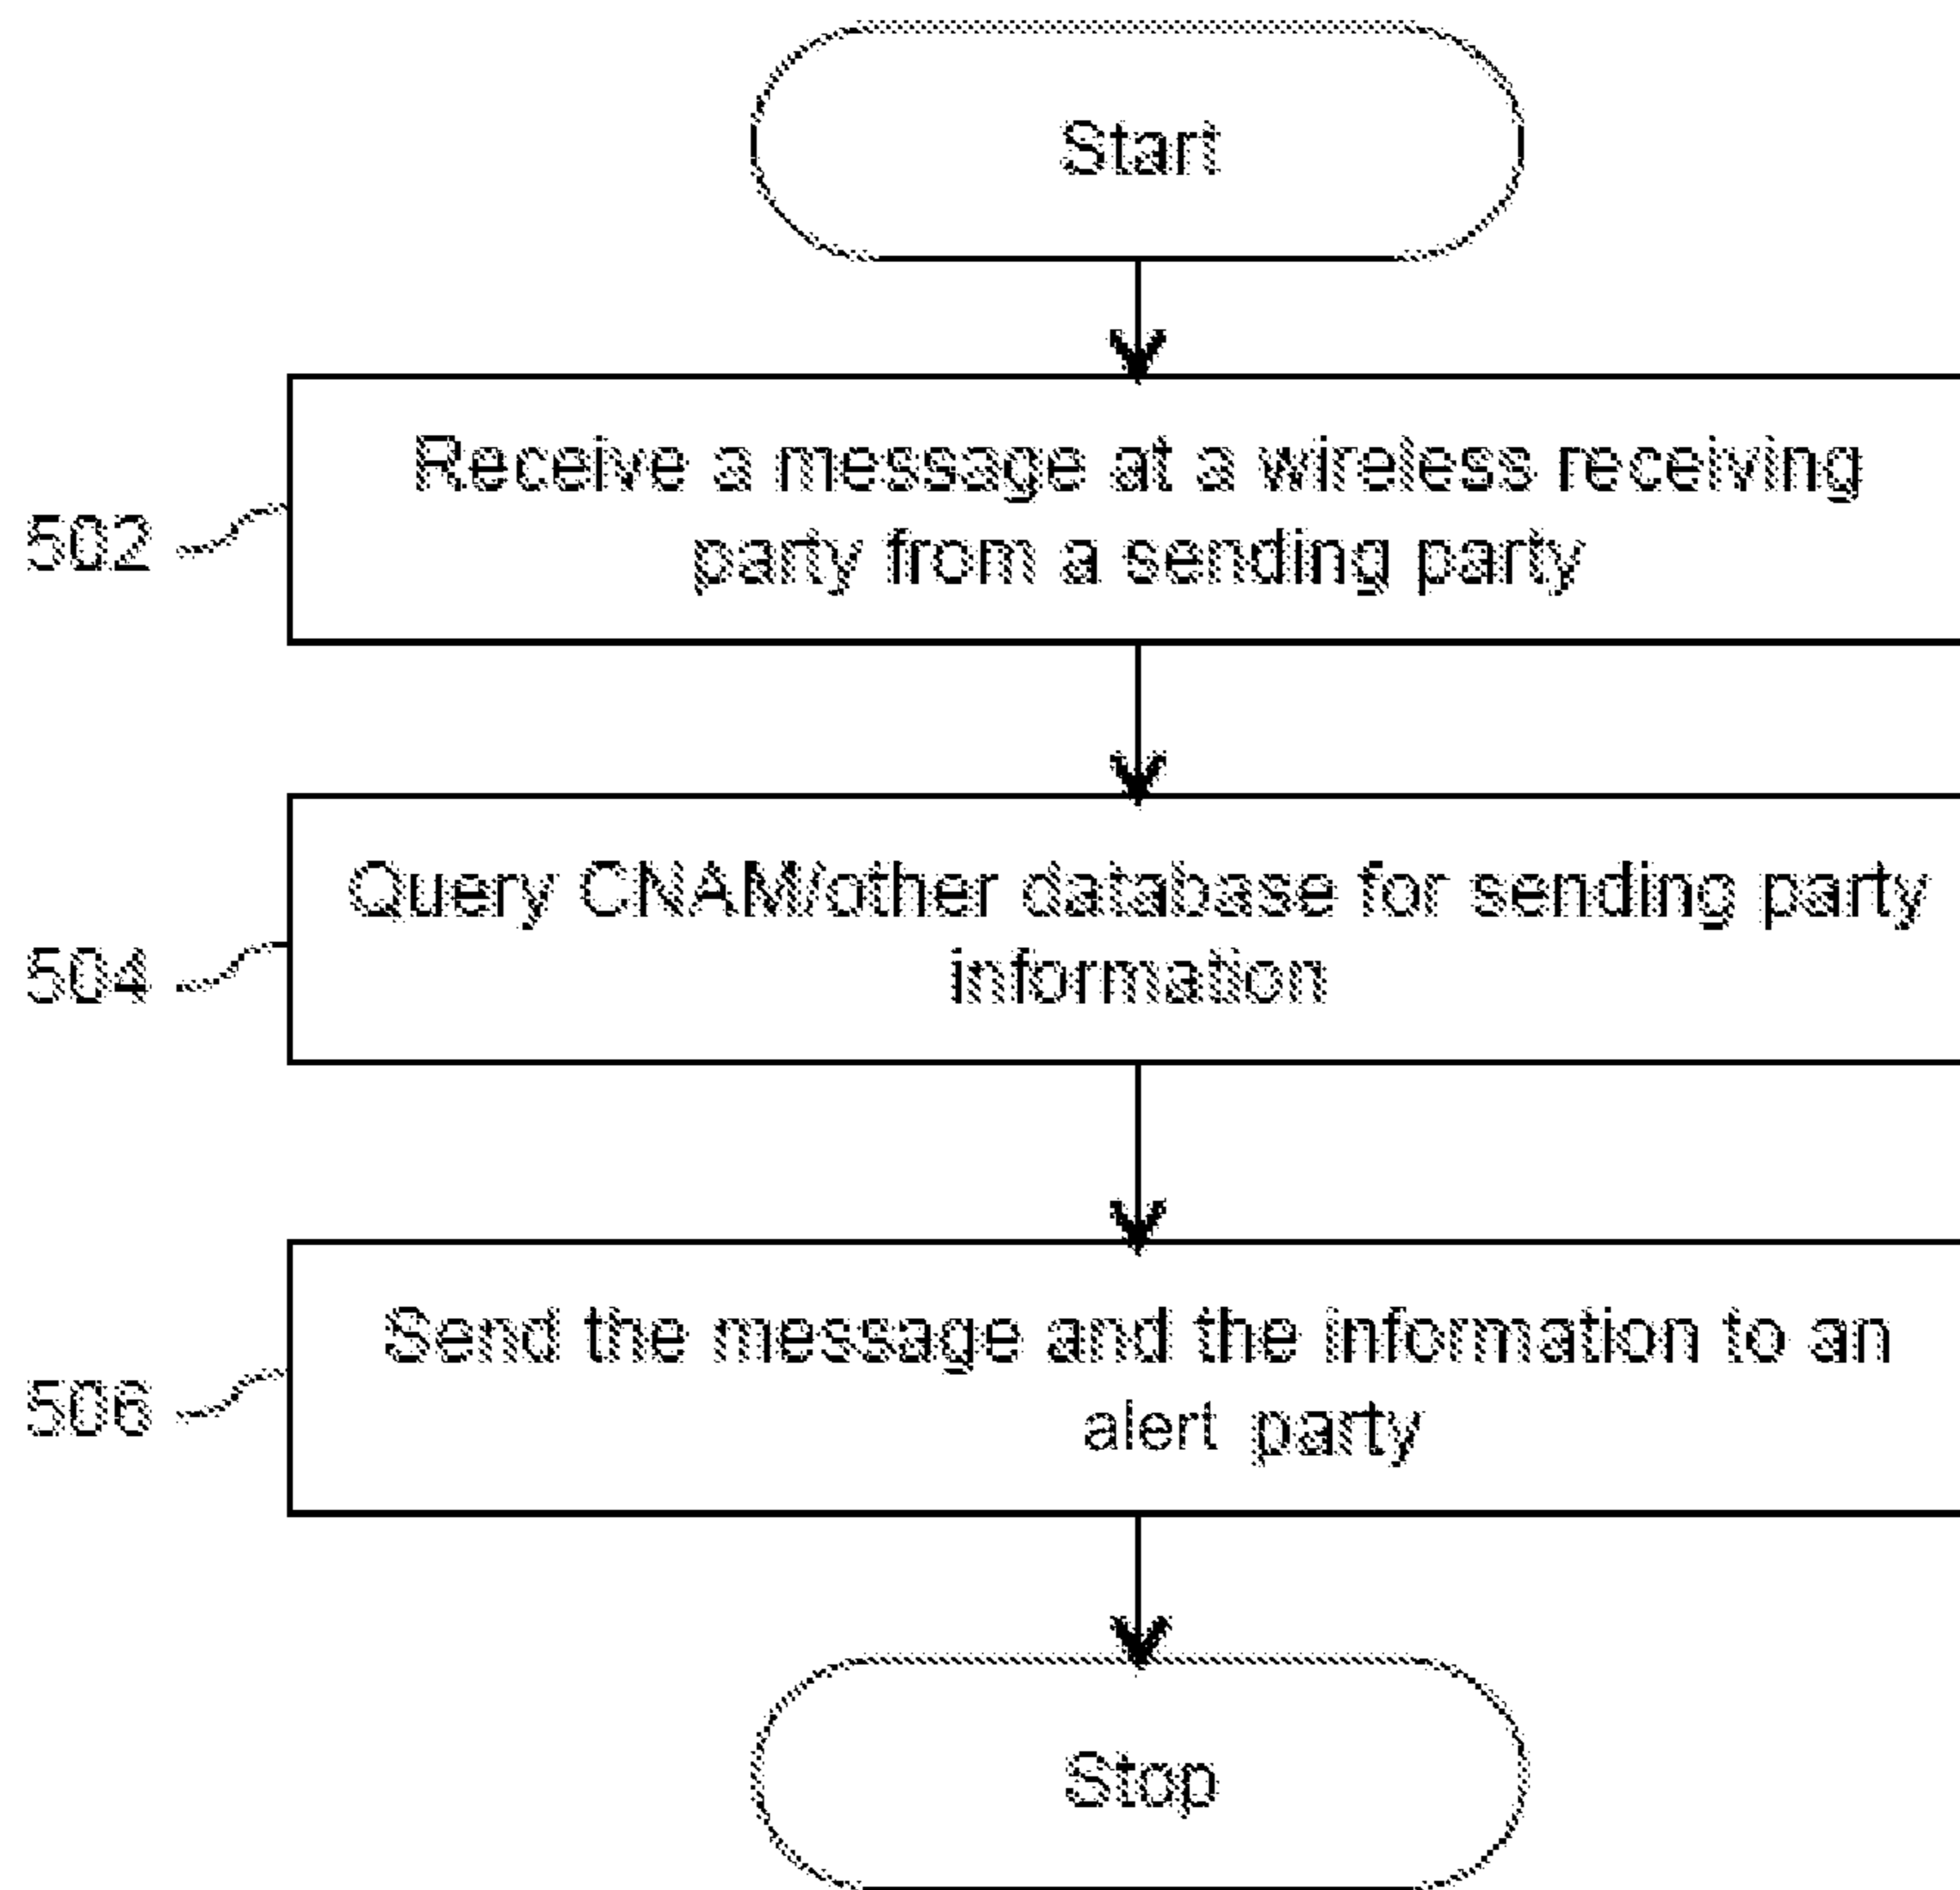 Start
Receive a message at a wireless receiving
party from a sending party
502
Query CNAM/other database for sending party
information
504
Send the message and the information to an
alert party
506
Stop